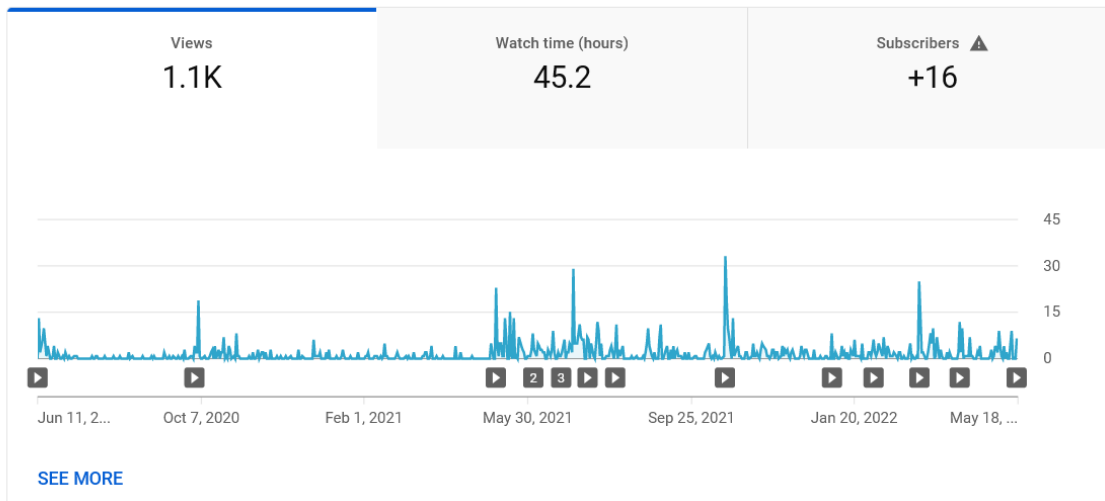 Views
1.1K
Watch time (hours)
45.2
Subscribers
+16
45
30
15
0
2 3
Jun 11, 2... Oct 7, 2020 Feb 1, 2021 May 30, 2021 Sep 25, 2021 Jan 20, 2022 May 18, ...
SEE MORE